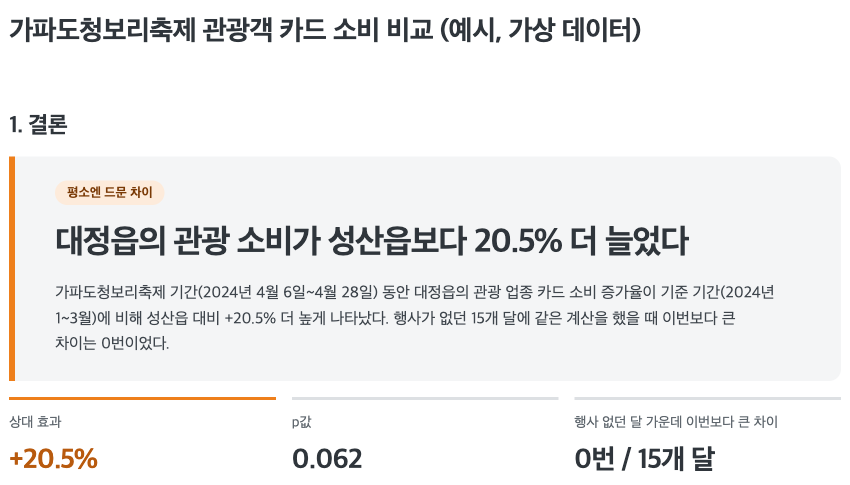 가파도청보리축제 관광객 카드 소비 비교 (예시, 가상 데이터)
1. 결론
평소엔 드문 차이
대정읍의 관광 소비가 성산읍보다 20.5% 더 늘었다
가파도청보리축제 기간(2024년 4월 6일~4월 28일) 동안 대정읍의 관광 업종 카드 소비 증가율이 기준 기간(2024년
1~3월)에 비해 성산읍 대비 +20.5% 더 높게 나타났다. 행사가 없던 15개 달에 같은 계산을 했을 때 이번보다 큰
차이는 0번이었다.
상대 효과
p값
행사 없던 달 가운데 이번보다 큰 차이
+20.5%
0.062
0번 / 15개 달